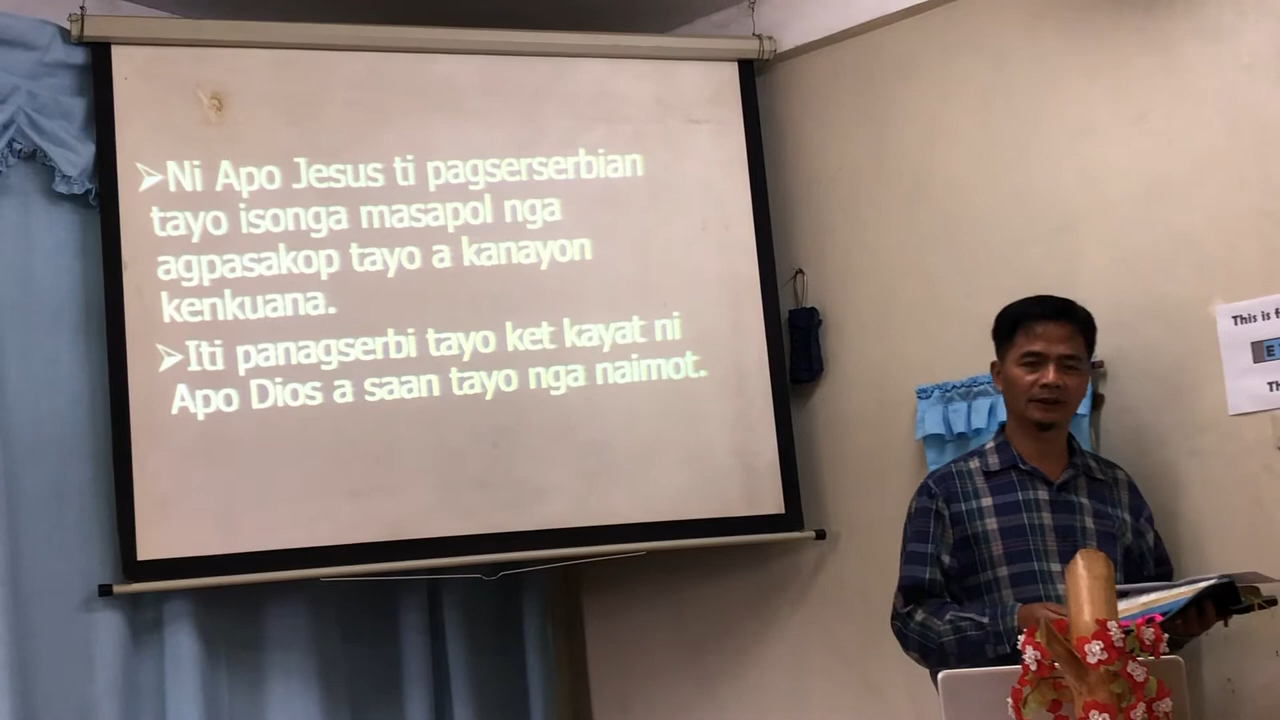 ➢Ni Apo Jesus ti pagserserbian
tayo isonga masapol nga
agpasakop tayo a kanayon
kenkuana.
➢Iti panagserbi tayo ket kayat ni
Apo Dios a saan tayo nga naimot.
This is